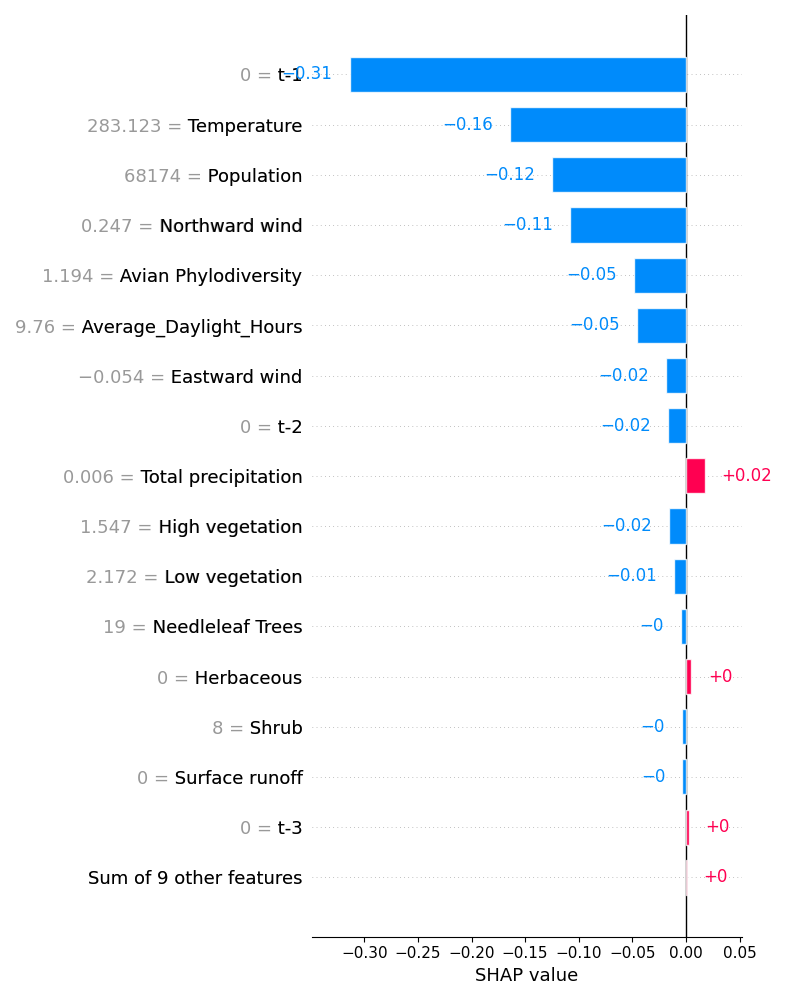 0 = t-1 −0.31
283.123 = Temperature −0.16
68174 = Population −0.12
0.247 = Northward wind −0.11
1.194 = Avian Phylodiversity −0.05
9.76 = Average_Daylight_Hours −0.05
−0.054 = Eastward wind −0.02
0 = t-2 −0.02
0.006 = Total precipitation +0.02
1.547 = High vegetation −0.02
2.172 = Low vegetation −0.01
19 = Needleleaf Trees −0
0 = Herbaceous +0
8 = Shrub −0
0 = Surface runoff −0
0 = t-3 +0
Sum of 9 other features +0
−0.30 −0.25 −0.20 −0.15 −0.10 −0.05 0.00 0.05
SHAP value